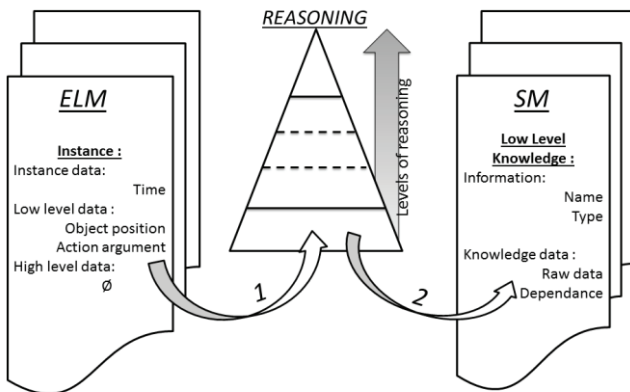 REASONING
ELM
Instance :
Instance data:
Time
Low level data :
Object position
Action argument
High level data:
Ø
1
Levels of reasoning
2
SM
Low Level
Knowledge :
Information:
Name
Type
Knowledge data :
Raw data
Dependance